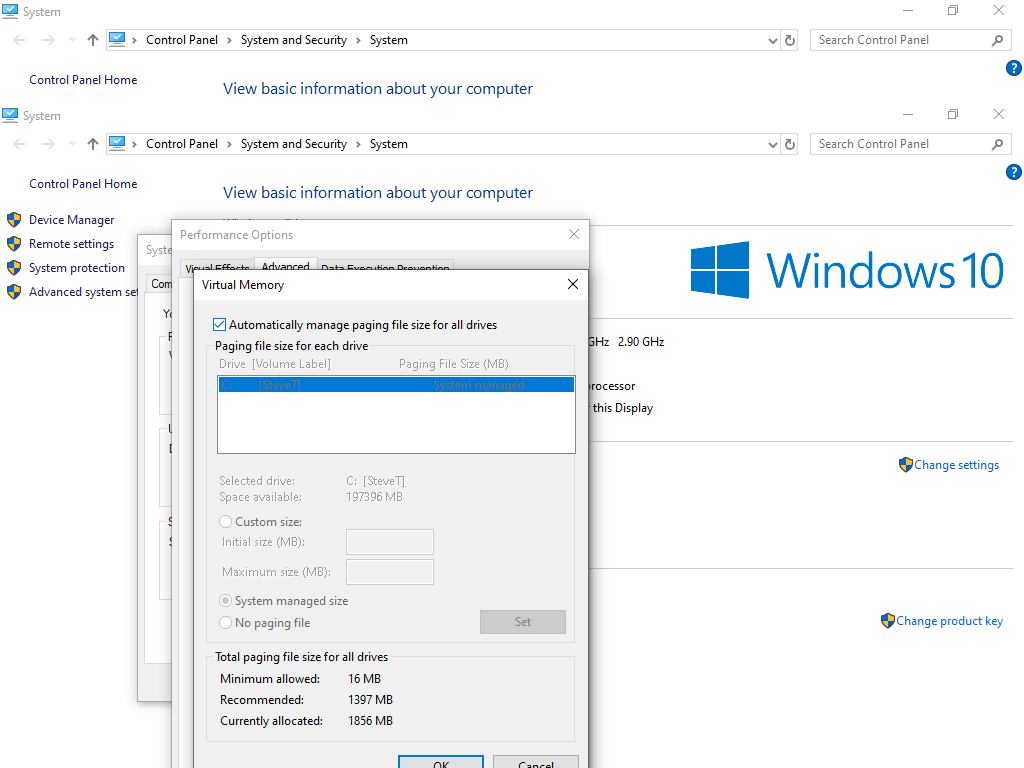 System
Control Panel > System and Security > System
Search Control Panel
Control Panel Home
View basic information about your computer
System
Control Panel > System and Security > System
Search Control Panel
Control Panel Home
View basic information about your computer
Device Manager
Remote settings
System protection
Advanced system set
Windows 10
GHz 2.90 GHz
processor
this Display
Change settings
Change product key
Syste
Com
Performance Options
Visual Effects
Advanced
Data Execution Prevention
Virtual Memory
Automatically manage paging file size for all drives
Paging file size for each drive
Drive [Volume Label] Paging File Size (MB)
C: [SteveT] System managed
Selected drive: C: [SteveT]
Space available: 197396 MB
Custom size:
Initial size (MB):
Maximum size (MB):
System managed size
No paging file
Set
Total paging file size for all drives
Minimum allowed: 16 MB
Recommended: 1397 MB
Currently allocated: 1856 MB
OK Cancel